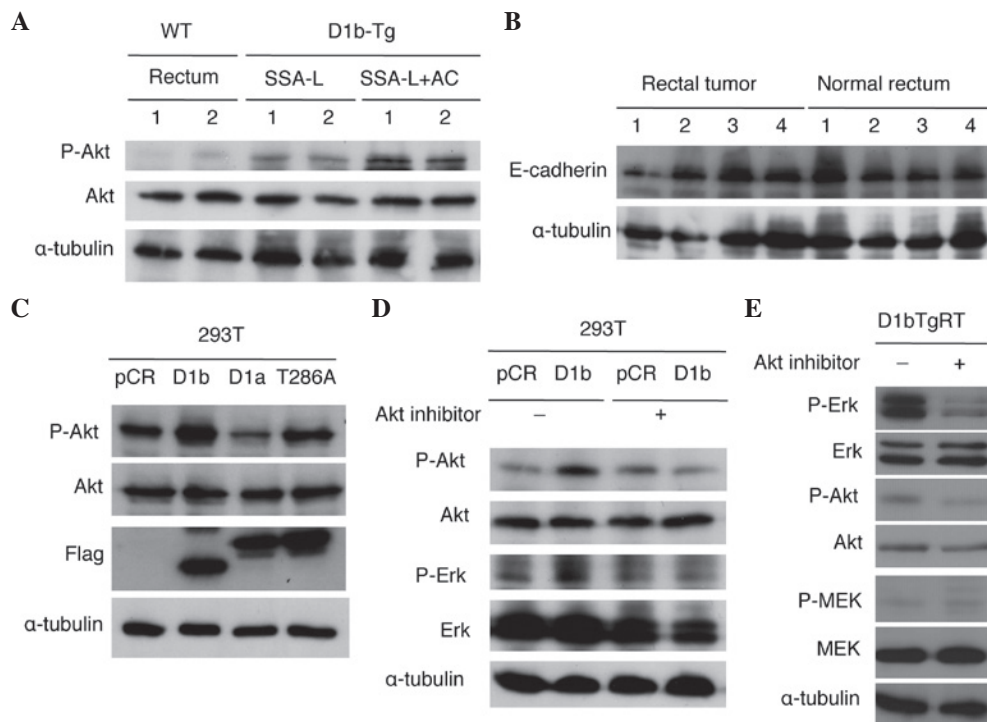 A
WT D1b-Tg
Rectum SSA-L SSA-L+AC
1 2 1 2 1 2
P-Akt
Akt
α-tubulin
B
Rectal tumor Normal rectum
1 2 3 4 1 2 3 4
E-cadherin
α-tubulin
C
293T
pCR D1b D1a T286A
P-Akt
Akt
Flag
α-tubulin
D
293T
pCR D1b pCR D1b
Akt inhibitor − +
P-Akt
Akt
P-Erk
Erk
α-tubulin
E
D1bTgRT
Akt inhibitor − +
P-Erk
Erk
P-Akt
Akt
P-MEK
MEK
α-tubulin